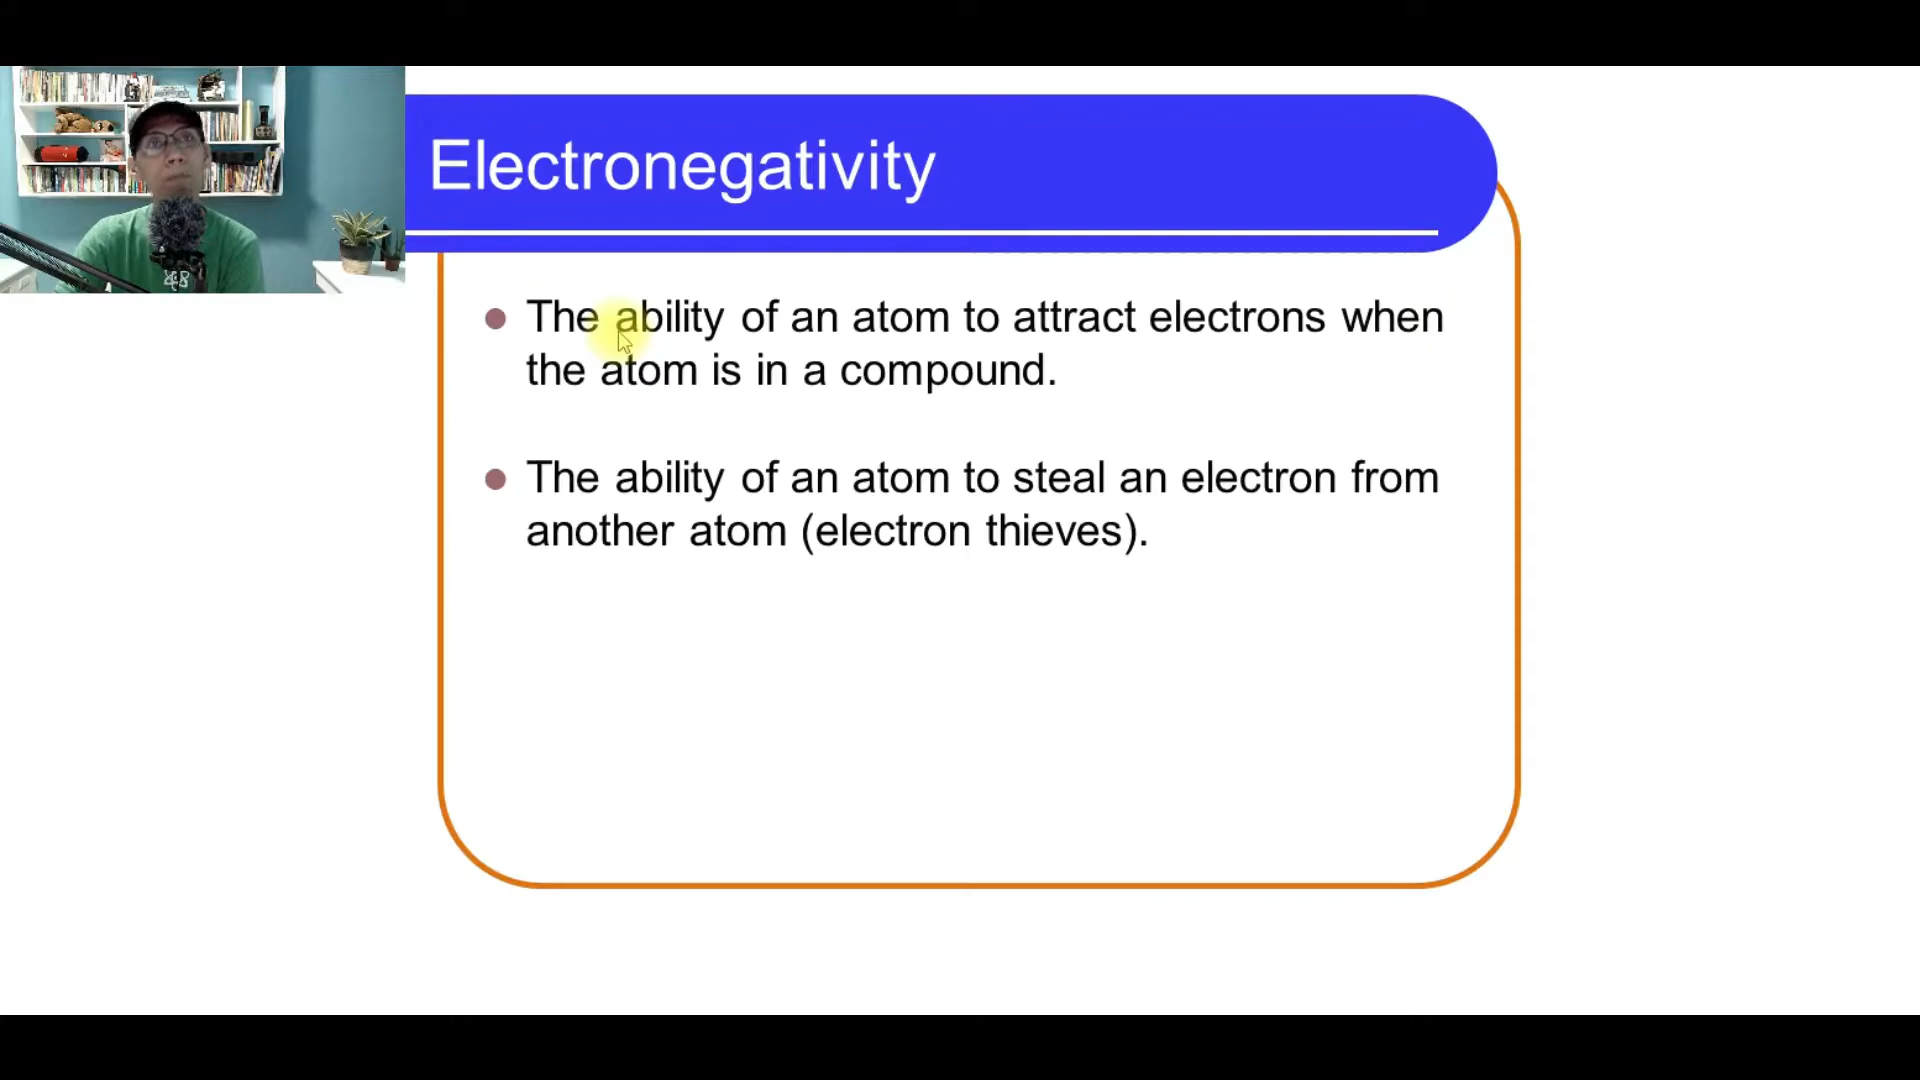 Electronegativity
The ability of an atom to attract electrons when
the atom is in a compound.
The ability of an atom to steal an electron from
another atom (electron thieves).